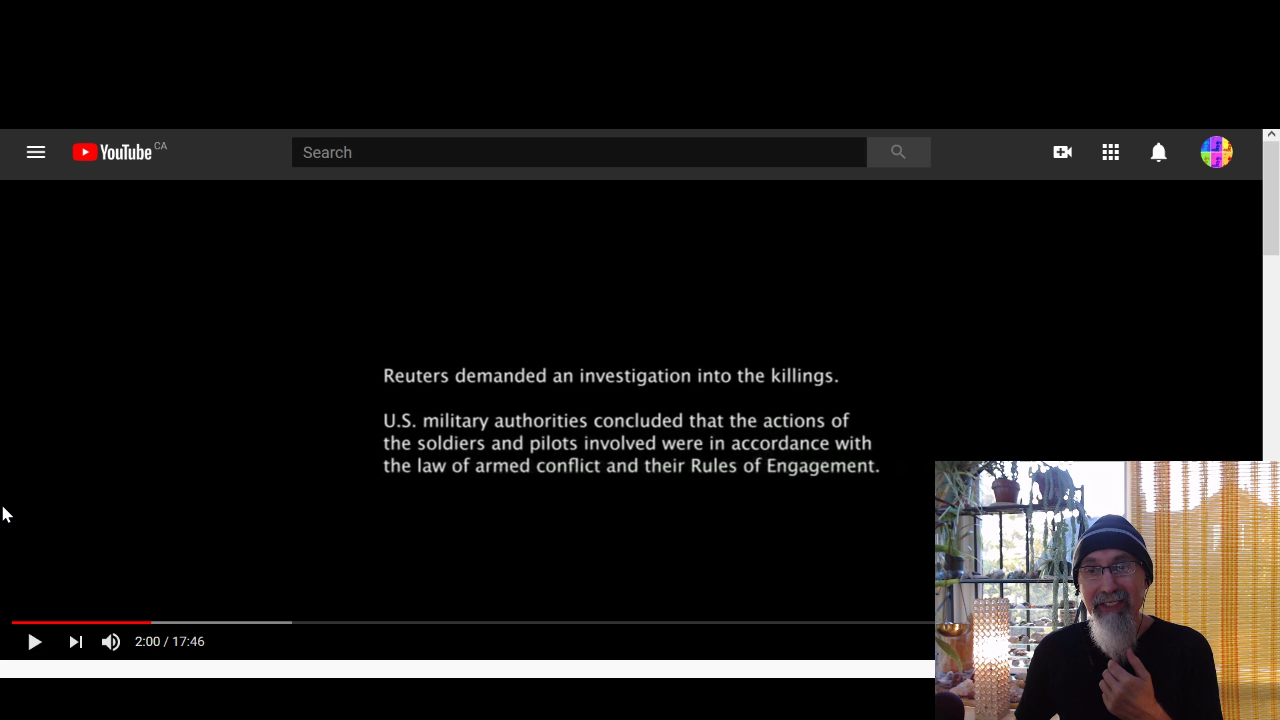 YouTube CA
Search
Reuters demanded an investigation into the killings.
U.S. military authorities concluded that the actions of
the soldiers and pilots involved were in accordance with
the law of armed conflict and their Rules of Engagement.
2:00 / 17:46